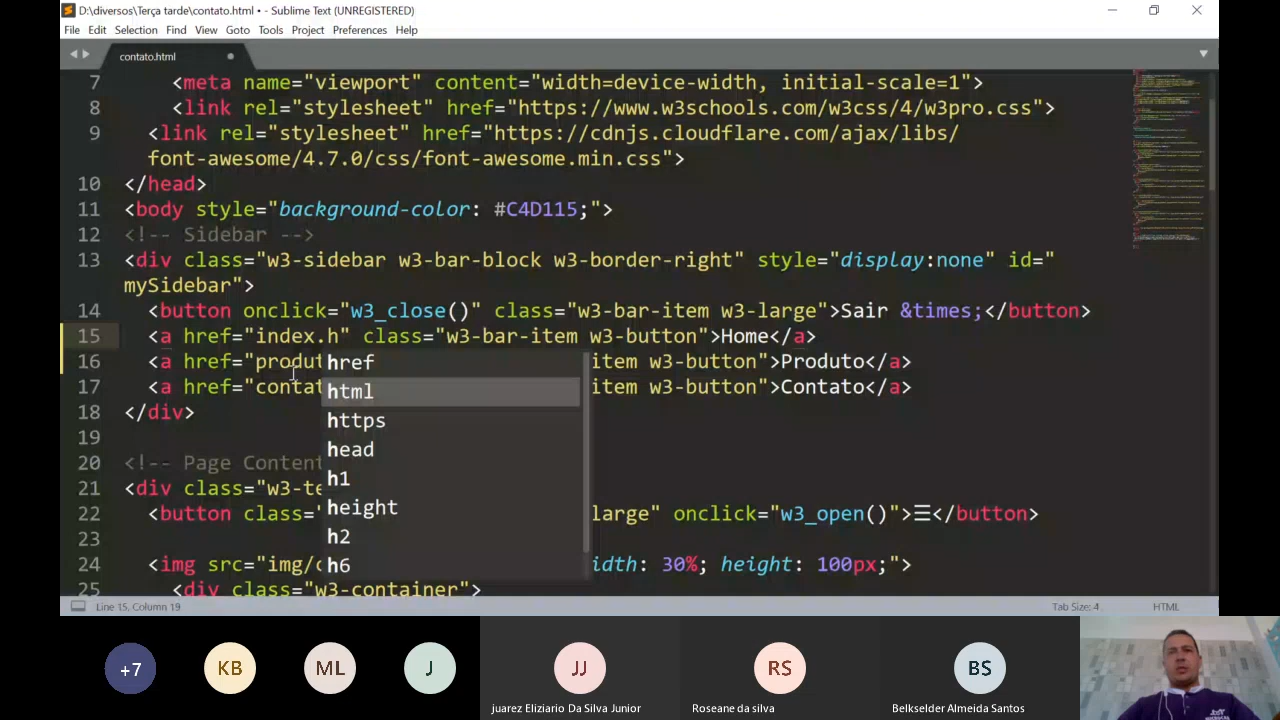 D:\diversos\Terça tarde\contato.html • - Sublime Text (UNREGISTERED)
File Edit Selection Find View Goto Tools Project Preferences Help
contato.html
7 <meta name="viewport" content="width=device-width, initial-scale=1">
8 <link rel="stylesheet" href="https://www.w3schools.com/w3css/4/w3pro.css">
9 <link rel="stylesheet" href="https://cdnjs.cloudflare.com/ajax/libs/
font-awesome/4.7.0/css/font-awesome.min.css">
10 </head>
11 <body style="background-color: #C4D115;">
12 <!-- Sidebar -->
13 <div class="w3-sidebar w3-bar-block w3-border-right" style="display:none" id="
mySidebar">
14 <button onclick="w3_close()" class="w3-bar-item w3-large">Sair &times;</button>
15 <a href="index.h" class="w3-bar-item w3-button">Home</a>
16 <a href="produt item w3-button">Produto</a>
17 <a href="contat item w3-button">Contato</a>
18 </div>
19
20 <!-- Page Content
21 <div class="w3-te
22 <button class=" large" onclick="w3_open()">☰</button>
23
24 <img src="img/c idth: 30%; height: 100px;">
25 <div class="w3-container">
href
html
https
head
h1
height
h2
h6
Line 15, Column 19 Tab Size: 4 HTML
+7 KB ML J JJ RS BS
juarez Eliziario Da Silva Junior Roseane da silva Belkselder Almeida Santos